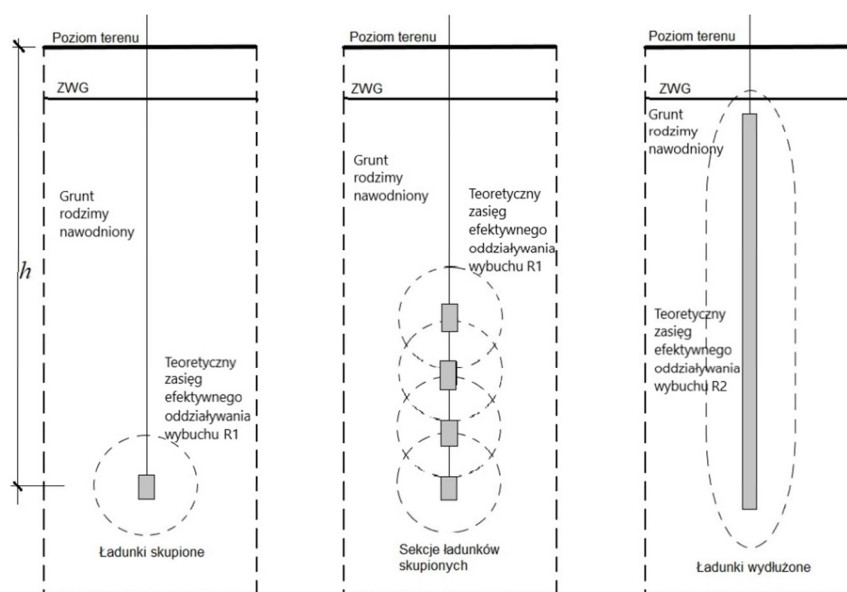 Poziom terenu
ZWG
Grunt
rodzimy
nawodniony
h
Teoretyczny
zasięg
efektywnego
oddziaływania
wybuchu R1
Ładunki skupione
Poziom terenu
ZWG
Grunt
rodzimy
nawodniony
Teoretyczny
zasięg
efektywnego
oddziaływania
wybuchu R1
Sekcje ładunków
skupionych
Poziom terenu
ZWG
Grunt
rodzimy
nawodniony
Teoretyczny
zasięg
efektywnego
oddziaływania
wybuchu R2
Ładunki wydłużone